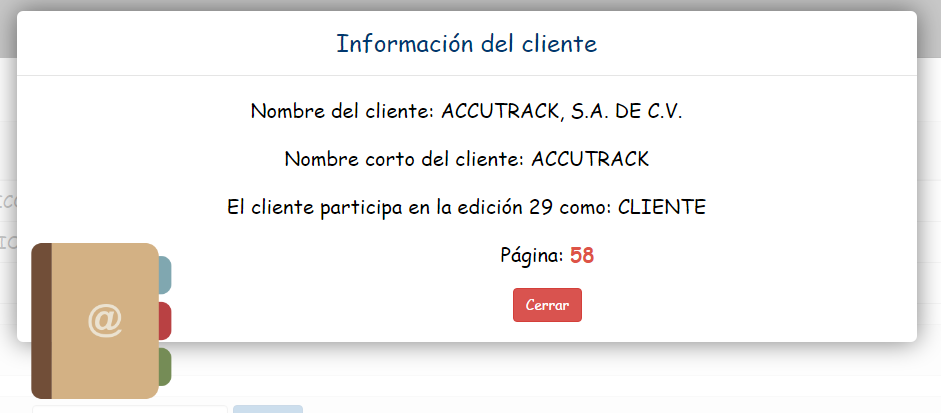 Información del cliente
Nombre del cliente: ACCUTRACK, S.A. DE C.V.
Nombre corto del cliente: ACCUTRACK
El cliente participa en la edición 29 como: CLIENTE
Página: 58
@
Cerrar